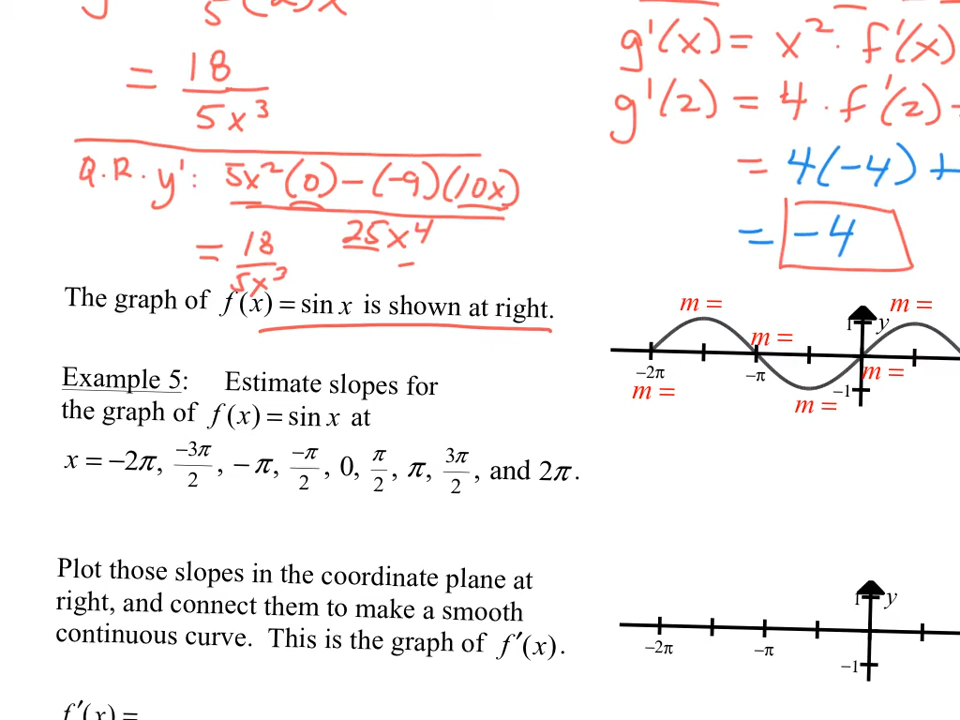 = 18 / 5x³
Q.R. y': 5x²(0) − (−9)(10x) / 25x⁴
= 18 / 5x³
g'(x) = x² · f'(x)
g'(2) = 4 · f'(2)
= 4(−4) +
= −4
The graph of f(x) = sin x is shown at right.
Example 5: Estimate slopes for
the graph of f(x) = sin x at
x = −2π, −3π/2, −π, −π/2, 0, π/2, π, 3π/2, and 2π.
m = m =
m =
1 y
−2π −π
m = m =
−1
m =
Plot those slopes in the coordinate plane at
right, and connect them to make a smooth
continuous curve. This is the graph of f′(x).
1 y
−2π −π
−1
f′(x) =